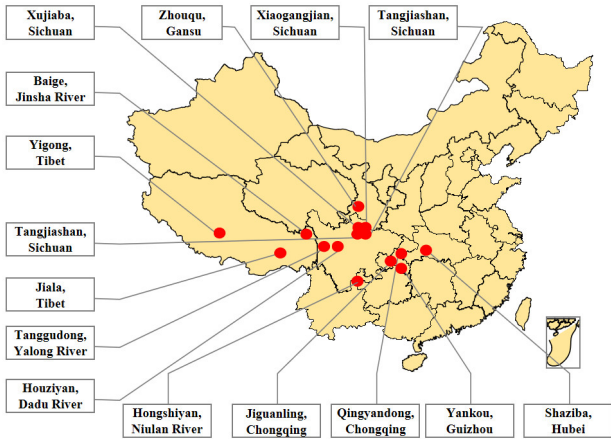 Xujiaba,
Sichuan
Zhouqu,
Gansu
Xiaogangjian,
Sichuan
Tangjiashan,
Sichuan
Baige,
Jinsha River
Yigong,
Tibet
Tangjiashan,
Sichuan
Jiala,
Tibet
Tanggudong,
Yalong River
Houziyan,
Dadu River
Hongshiyan,
Niulan River
Jiguanling,
Chongqing
Qingyandong,
Chongqing
Yankou,
Guizhou
Shaziba,
Hubei